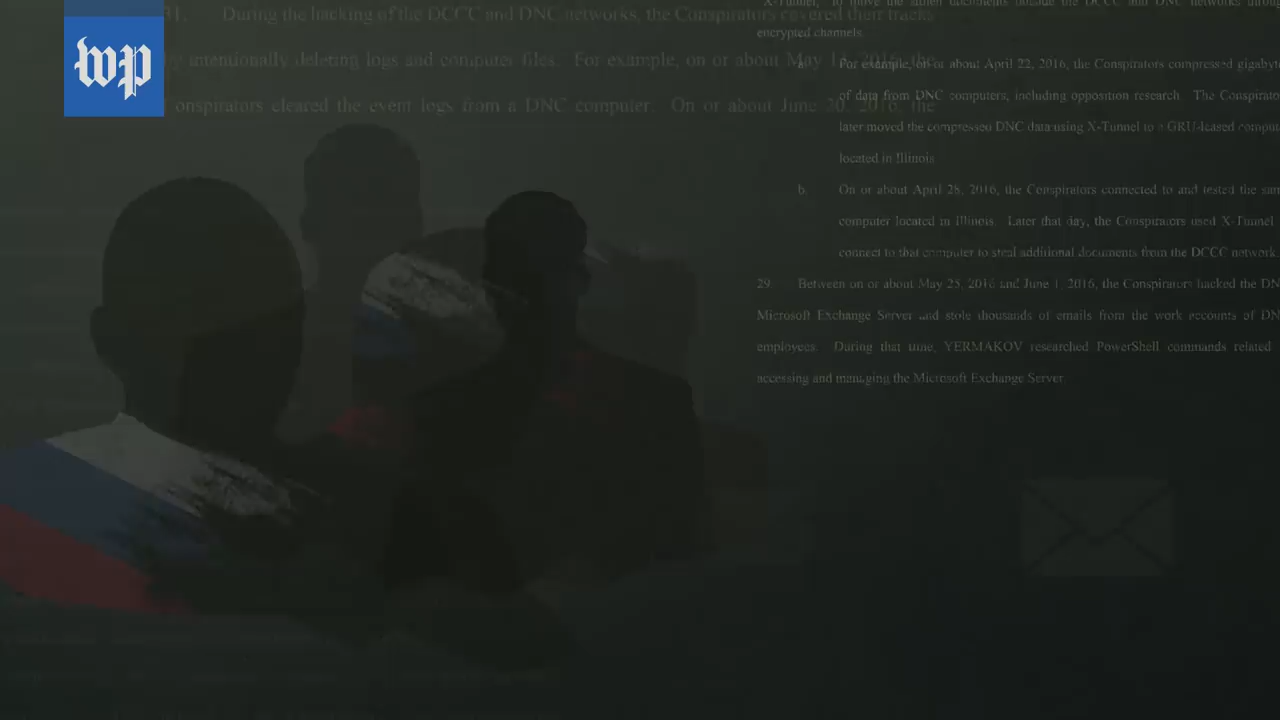 wp
31. During the hacking of the DCCC and DNC networks, the Conspirators covered their tracks
by intentionally deleting logs and computer files. For example, on or about May 13, 2016, the
onspirators cleared the event logs from a DNC computer. On or about June 20, 2016, the
X-Tunnel, to move the stolen documents outside the DCCC and DNC networks throug
encrypted channels.
a. For example, on or about April 22, 2016, the Conspirators compressed gigabyt
of data from DNC computers, including opposition research. The Conspirato
later moved the compressed DNC data using X-Tunnel to a GRU-leased compu
located in Illinois
b. On or about April 28, 2016, the Conspirators connected to and tested the sam
computer located in Illinois. Later that day, the Conspirators used X-Tunnel
connect to that computer to steal additional documents from the DCCC network.
29. Between on or about May 25, 2016 and June 1, 2016, the Conspirators hacked the DN
Microsoft Exchange Server and stole thousands of emails from the work accounts of DN
employees. During that time, YERMAKOV researched PowerShell commands related
accessing and managing the Microsoft Exchange Server